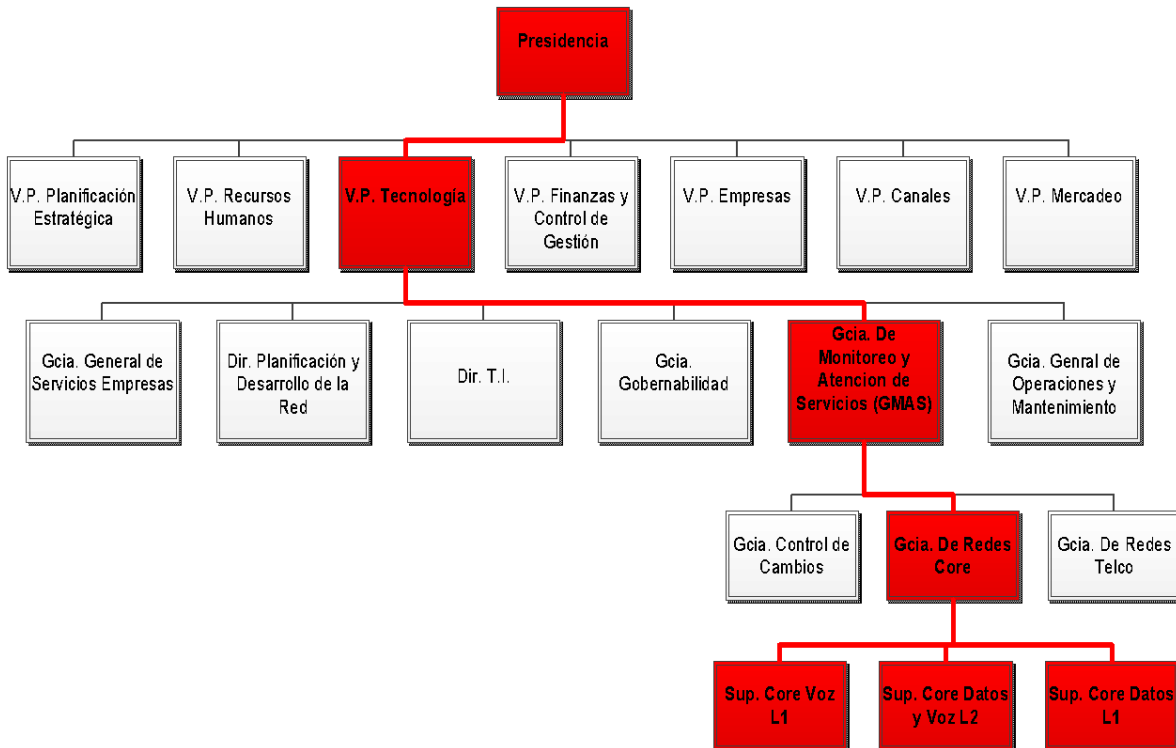 Presidencia
V.P. Planificación
Estratégica
V.P. Recursos
Humanos
V.P. Tecnología
V.P. Finanzas y
Control de
Gestión
V.P. Empresas
V.P. Canales
V.P. Mercadeo
Gcia. General de
Servicios Empresas
Dir. Planificación y
Desarrollo de la
Red
Dir. T.I.
Gcia.
Gobernabilidad
Gcia. De
Monitoreo y
Atencion de
Servicios (GMAS)
Gcia. Genral de
Operaciones y
Mantenimiento
Gcia. Control de
Cambios
Gcia. De Redes
Core
Gcia. De Redes
Telco
Sup. Core Voz
L1
Sup. Core Datos
y Voz L2
Sup. Core Datos
L1